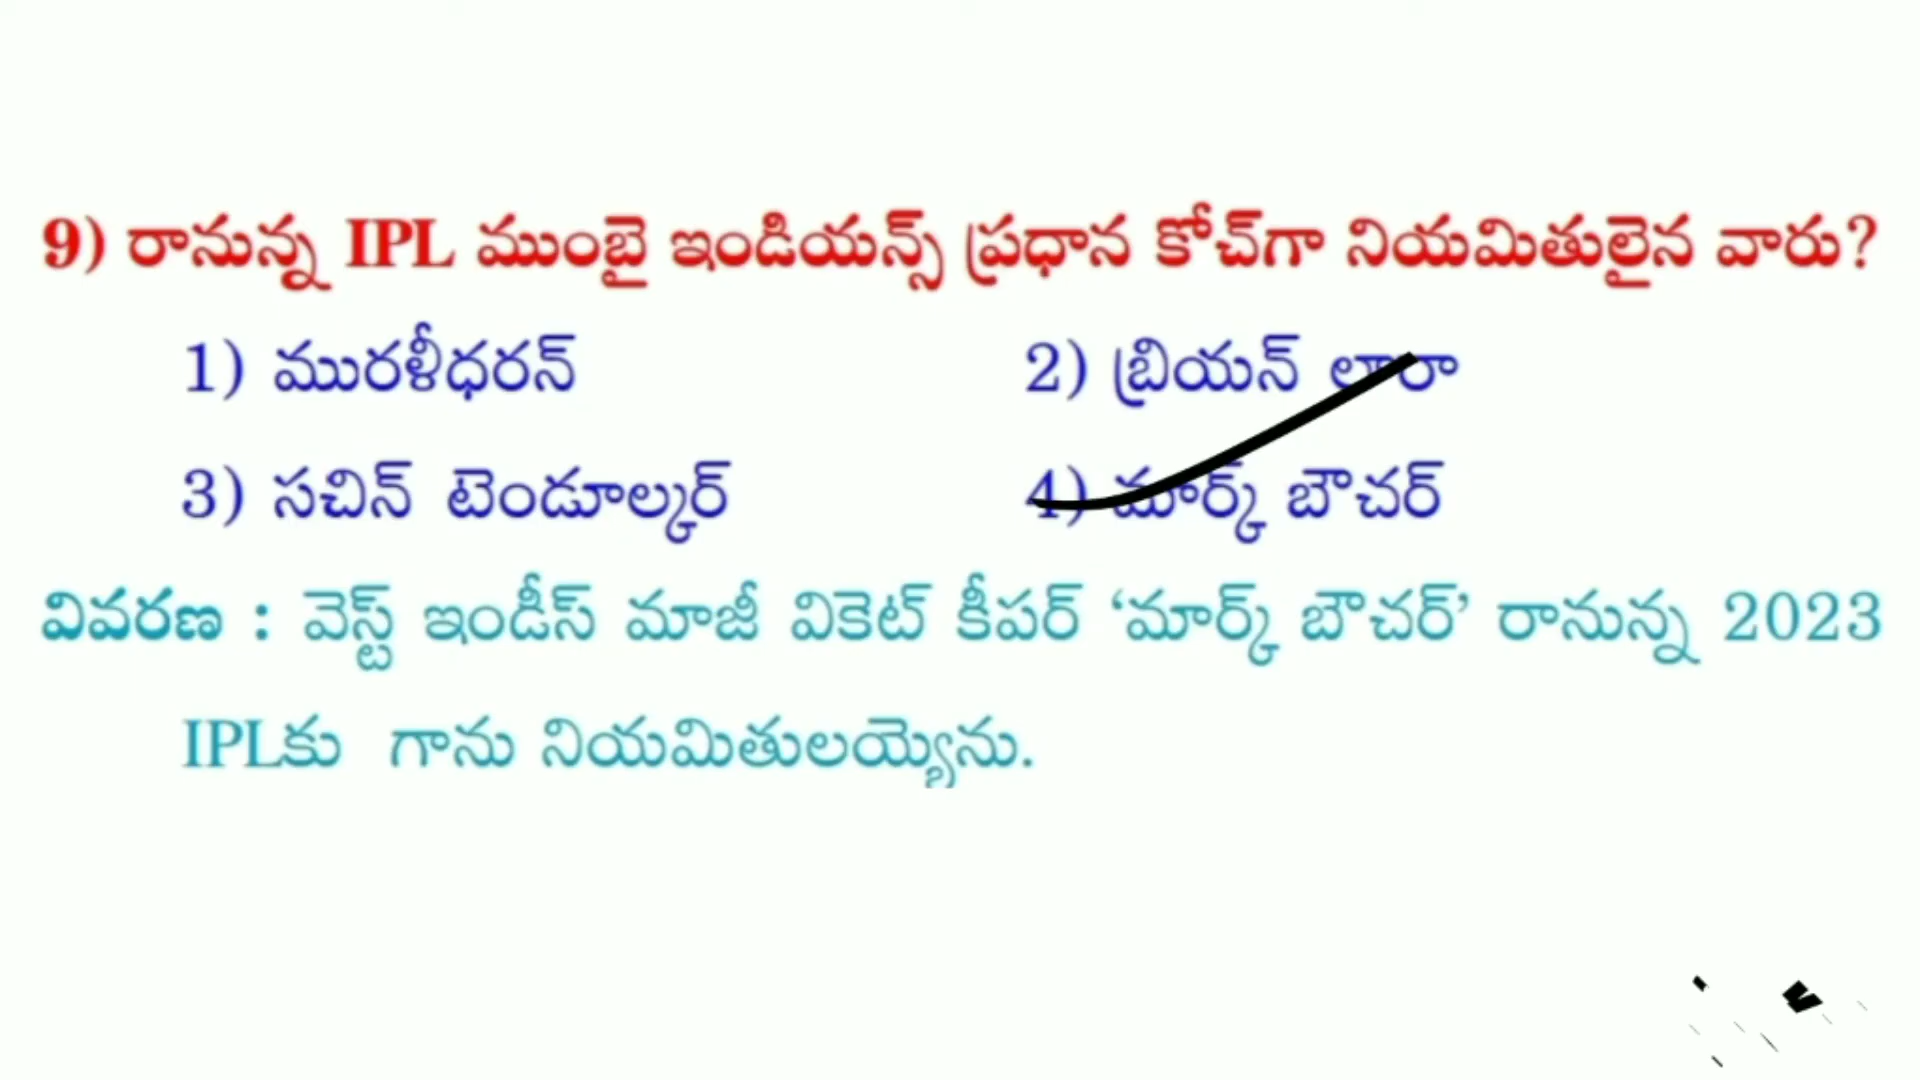 9) రానున్న IPL ముంబై ఇండియన్స్ ప్రధాన కోచ్‌గా నియమితులైన వారు?
1) మురళీధరన్ 2) బ్రియన్ లారా
3) సచిన్ టెండూల్కర్ 4) మార్క్ బౌచర్
వివరణ : వెస్ట్ ఇండీస్ మాజీ వికెట్ కీపర్ ‘మార్క్ బౌచర్’ రానున్న 2023
IPLకు గాను నియమితులయ్యెను.